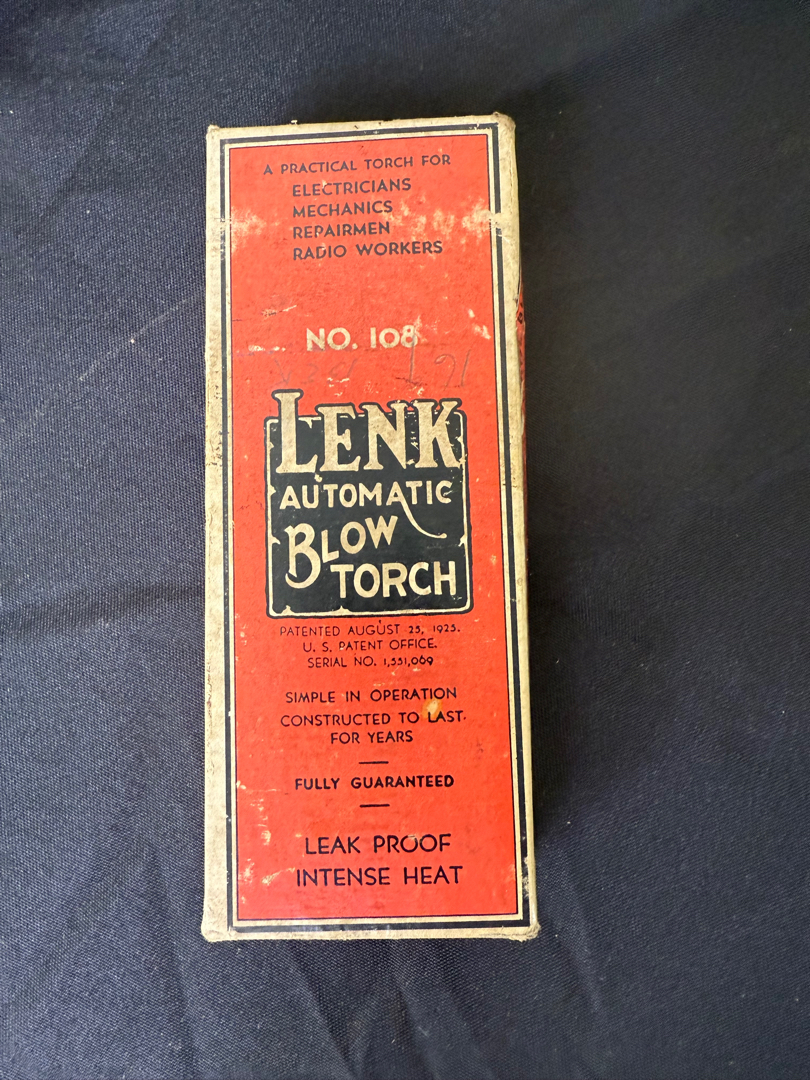 A PRACTICAL TORCH FOR
ELECTRICIANS
MECHANICS
REPAIRMEN
RADIO WORKERS
NO. 108
LENK
AUTOMATIC
BLOW
TORCH
PATENTED AUGUST 25, 1925.
U. S. PATENT OFFICE.
SERIAL NO. 1,551,069
SIMPLE IN OPERATION
CONSTRUCTED TO LAST
FOR YEARS
FULLY GUARANTEED
LEAK PROOF
INTENSE HEAT